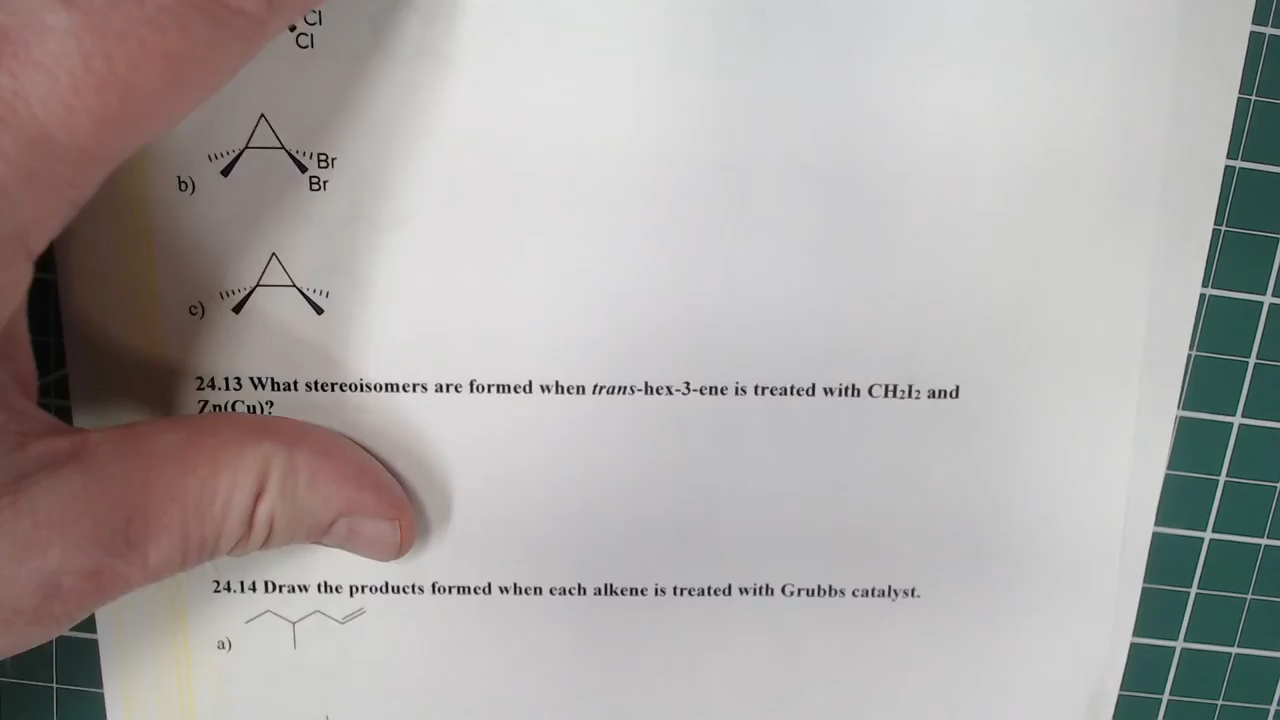 Cl
Cl
Br
b) Br
c)
24.13 What stereoisomers are formed when trans-hex-3-ene is treated with CH2I2 and
Zn(Cu)?
24.14 Draw the products formed when each alkene is treated with Grubbs catalyst.
a)